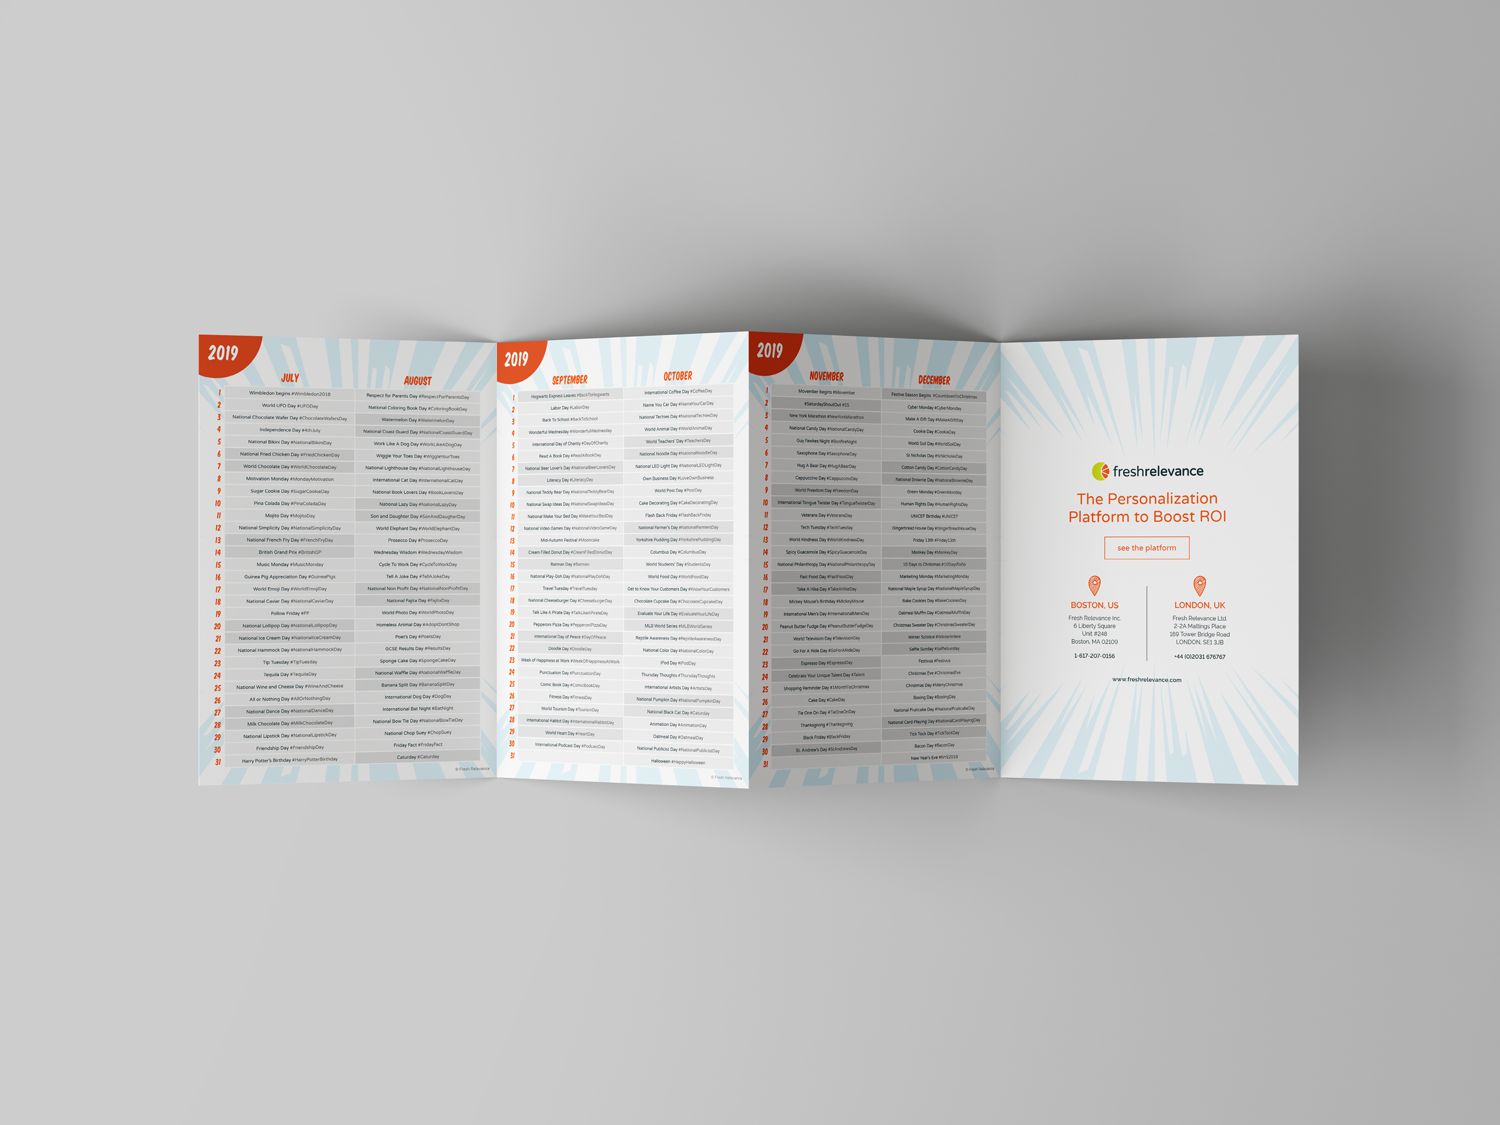 2019
JULY
AUGUST
1 Wimbledon begins #Wimbledon2018 Respect for Parents Day #RespectForParentsDay
2 World UFO Day #UFODay National Coloring Book Day #ColoringBookDay
3 National Chocolate Wafer Day #ChocolateWafersDay Watermelon Day #WatermelonDay
4 Independence Day #4thJuly National Coast Guard Day #NationalCoastGuardDay
5 National Bikini Day #NationalBikiniDay Work Like A Dog Day #WorkLikeADogDay
6 National Fried Chicken Day #FriedChickenDay Wiggle Your Toes Day #WiggleYourToes
7 World Chocolate Day #WorldChocolateDay National Lighthouse Day #NationalLighthouseDay
8 Motivation Monday #MondayMotivation International Cat Day #InternationalCatDay
9 Sugar Cookie Day #SugarCookieDay National Book Lovers Day #BookLoversDay
10 Pina Colada Day #PinaColadaDay National Lazy Day #NationalLazyDay
11 Mojito Day #MojitoDay Son and Daughter Day #SonAndDaughterDay
12 National Simplicity Day #NationalSimplicityDay World Elephant Day #WorldElephantDay
13 National French Fry Day #FrenchFryDay Prosecco Day #ProseccoDay
14 British Grand Prix #BritishGP Wednesday Wisdom #WednesdayWisdom
15 Music Monday #MusicMonday Cycle To Work Day #CycleToWorkDay
16 Guinea Pig Appreciation Day #GuineaPigs Tell A Joke Day #TellAJokeDay
17 World Emoji Day #WorldEmojiDay National Non Profit Day #NationalNonProfitDay
18 National Caviar Day #NationalCaviarDay National Fajita Day #FajitaDay
19 Follow Friday #FF World Photo Day #WorldPhotoDay
20 National Lollipop Day #NationalLollipopDay Homeless Animal Day #AdoptDontShop
21 National Ice Cream Day #NationalIceCreamDay Poet's Day #PoetsDay
22 National Hammock Day #NationalHammockDay GCSE Results Day #ResultsDay
23 Tip Tuesday #TipTuesday Sponge Cake Day #SpongeCakeDay
24 Tequila Day #TequilaDay National Waffle Day #NationalWaffleDay
25 National Wine and Cheese Day #WineAndCheese Banana Split Day #BananaSplitDay
26 All or Nothing Day #AllOrNothingDay International Dog Day #DogDay
27 National Dance Day #NationalDanceDay International Bat Night #BatNight
28 Milk Chocolate Day #MilkChocolateDay National Bow Tie Day #NationalBowTieDay
29 National Lipstick Day #NationalLipstickDay National Chop Suey Day #ChopSuey
30 Friendship Day #FriendshipDay Friday Fact #FridayFact
31 Harry Potter's Birthday #HarryPotterBirthday Caturday #Caturday
© Fresh Relevance
2019
SEPTEMBER
OCTOBER
1 Hogwarts Express Leaves #BackToHogwarts International Coffee Day #CoffeeDay
2 Labor Day #LaborDay Name You Car Day #NameYourCarDay
3 Back To School #BackToSchool National Techies Day #NationalTechiesDay
4 Wonderful Wednesday #WonderfulWednesday World Animal Day #WorldAnimalDay
5 International Day of Charity #DayOfCharity World Teachers' Day #TeachersDay
6 Read A Book Day #ReadABookDay National Noodle Day #NationalNoodleDay
7 National Beer Lover's Day #NationalBeerLoversDay National LED Light Day #NationalLEDLightDay
8 Literacy Day #LiteracyDay Own Business Day #LoveOwnBusiness
9 National Teddy Bear Day #NationalTeddyBearDay World Post Day #PostDay
10 National Swap Ideas Day #NationalSwapIdeasDay Cake Decorating Day #CakeDecoratingDay
11 National Make Your Bed Day #MakeYourBedDay Flash Back Friday #FlashBackFriday
12 National Video Games Day #NationalVideoGameDay National Farmer's Day #NationalFarmersDay
13 Mid-Autumn Festival #Mooncake Yorkshire Pudding Day #YorkshirePuddingDay
14 Cream Filled Donut Day #CreamFilledDonutDay Columbus Day #ColumbusDay
15 Batman Day #Batman World Students' Day #StudentsDay
16 National Play-Doh Day #NationalPlayDohDay World Food Day #WorldFoodDay
17 Travel Tuesday #TravelTuesday Get to Know Your Customers Day #KnowYourCustomers
18 National Cheeseburger Day #CheeseburgerDay Chocolate Cupcake Day #ChocolateCupcakeDay
19 Talk Like A Pirate Day #TalkLikeAPirateDay Evaluate Your Life Day #EvaluateYourLifeDay
20 Pepperoni Pizza Day #PepperoniPizzaDay MLB World Series #MLBWorldSeries
21 International Day of Peace #DayOfPeace Reptile Awareness Day #ReptileAwarenessDay
22 Doodle Day #DoodleDay National Color Day #NationalColorDay
23 Week of Happiness at Work #WeekOfHappinessAtWork iPod Day #iPodDay
24 Punctuation Day #PunctuationDay Thursday Thoughts #ThursdayThoughts
25 Comic Book Day #ComicBookDay International Artists Day #ArtistsDay
26 Fitness Day #FitnessDay National Pumpkin Day #NationalPumpkinDay
27 World Tourism Day #TourismDay National Black Cat Day #Caturday
28 International Rabbit Day #InternationalRabbitDay Animation Day #AnimationDay
29 World Heart Day #HeartDay Oatmeal Day #OatmealDay
30 International Podcast Day #PodcastDay National Publicist Day #NationalPublicistDay
31 Halloween #HappyHalloween
© Fresh Relevance
2019
NOVEMBER
DECEMBER
1 Movember begins #Movember Festive Season Begins #CountdownToChristmas
2 #SaturdayShoutOut #SS Cyber Monday #CyberMonday
3 New York Marathon #NewYorkMarathon Make A Gift Day #MakeAGiftDay
4 National Candy Day #NationalCandyDay Cookie Day #CookieDay
5 Guy Fawkes Night #BonfireNight World Soil Day #WorldSoilDay
6 Saxophone Day #SaxophoneDay St Nicholas Day #StNicholasDay
7 Hug A Bear Day #HugABearDay Cotton Candy Day #CottonCandyDay
8 Cappuccino Day #CappuccinoDay National Brownie Day #NationalBrownieDay
9 World Freedom Day #FreedomDay Green Monday #GreenMonday
10 International Tongue Twister Day #TongueTwisterDay Human Rights Day #HumanRightsDay
11 Veterans Day #VeteransDay UNICEF Birthday #UNICEF
12 Tech Tuesday #TechTuesday Gingerbread House Day #GingerbreadHouseDay
13 World Kindness Day #WorldKindnessDay Friday 13th #Friday13th
14 Spicy Guacamole Day #SpicyGuacamoleDay Monkey Day #MonkeyDay
15 National Philanthropy Day #NationalPhilanthropyDay 10 Days to Christmas #10DaysToGo
16 Fast Food Day #FastFoodDay Marketing Monday #MarketingMonday
17 Take A Hike Day #TakeAHikeDay National Maple Syrup Day #NationalMapleSyrupDay
18 Mickey Mouse's Birthday #MickeyMouse Bake Cookies Day #BakeCookiesDay
19 International Men's Day #InternationalMensDay Oatmeal Muffin Day #OatmealMuffinDay
20 Peanut Butter Fudge Day #PeanutButterFudgeDay Christmas Sweater Day #ChristmasSweaterDay
21 World Television Day #TelevisionDay Winter Solstice #WinterSolstice
22 Go For A Ride Day #GoForARideDay Selfie Sunday #SelfieSunday
23 Espresso Day #EspressoDay Festivus #Festivus
24 Celebrate Your Unique Talent Day #Talent Christmas Eve #ChristmasEve
25 Shopping Reminder Day #1MonthToChristmas Christmas Day #MerryChristmas
26 Cake Day #CakeDay Boxing Day #BoxingDay
27 Tie One On Day #TieOneOnDay National Fruitcake Day #NationalFruitcakeDay
28 Thanksgiving #Thanksgiving National Card Playing Day #NationalCardPlayingDay
29 Black Friday #BlackFriday Tick Tock Day #TickTockDay
30 St. Andrew's Day #StAndrewsDay Bacon Day #BaconDay
31 New Year's Eve #NYE2019
© Fresh Relevance
freshrelevance
The Personalization
Platform to Boost ROI
see the platform
BOSTON, US
Fresh Relevance Inc.
6 Liberty Square
Unit #248
Boston, MA 02109
1-617-207-0156
LONDON, UK
Fresh Relevance Ltd.
2-2A Maltings Place
169 Tower Bridge Road
LONDON, SE1 3JB
+44 (0)2031 676767
www.freshrelevance.com